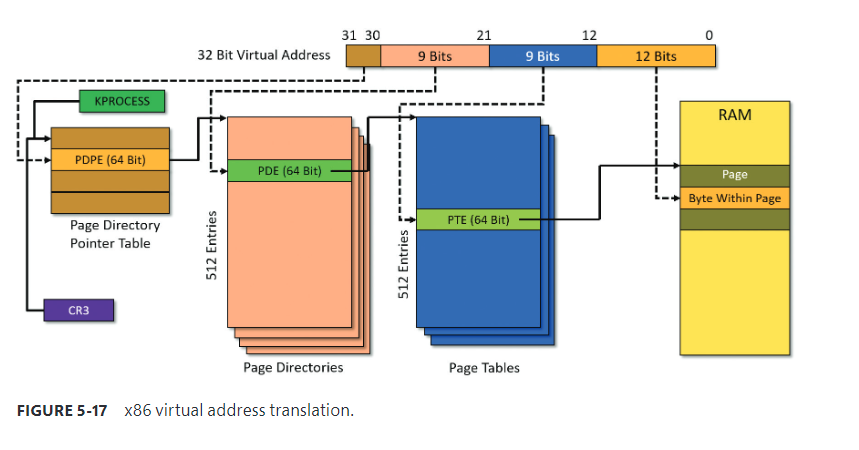 31 30 21 12 0
32 Bit Virtual Address
9 Bits
9 Bits
12 Bits
KPROCESS
PDPE (64 Bit)
Page Directory
Pointer Table
CR3
512 Entries
PDE (64 Bit)
Page Directories
512 Entries
PTE (64 Bit)
Page Tables
RAM
Page
Byte Within Page
FIGURE 5-17 x86 virtual address translation.